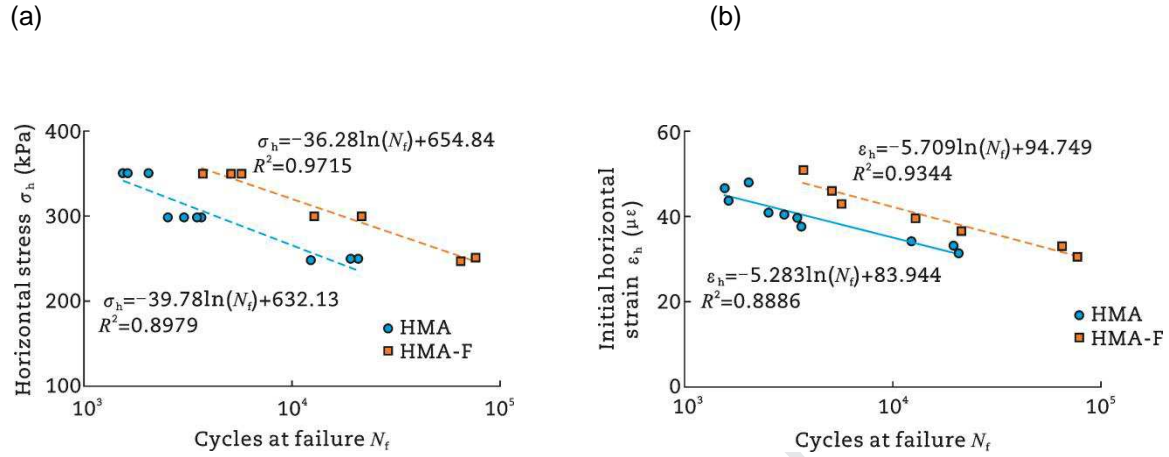 (a)
(b)
Horizontal stress σh (kPa)
400
300
200
100
σh=−36.28ln(Nf)+654.84
R²=0.9715
σh=−39.78ln(Nf)+632.13
R²=0.8979
HMA
HMA-F
10³
10⁴
10⁵
Cycles at failure Nf
Initial horizontal
strain εh (με)
60
40
20
0
εh=−5.709ln(Nf)+94.749
R²=0.9344
εh=−5.283ln(Nf)+83.944
R²=0.8886
HMA
HMA-F
10³
10⁴
10⁵
Cycles at failure Nf